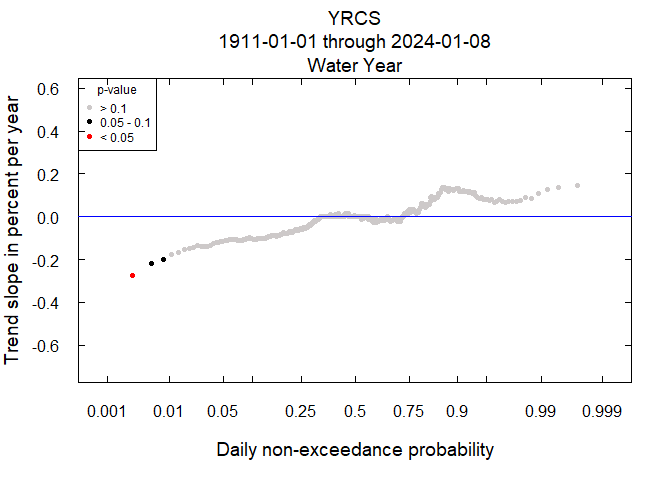 YRCS
1911-01-01 through 2024-01-08
Water Year
Trend slope in percent per year
p-value
> 0.1
0.05 - 0.1
< 0.05
0.6
0.4
0.2
0.0
-0.2
-0.4
-0.6
0.001 0.01 0.05 0.25 0.5 0.75 0.9 0.99 0.999
Daily non-exceedance probability